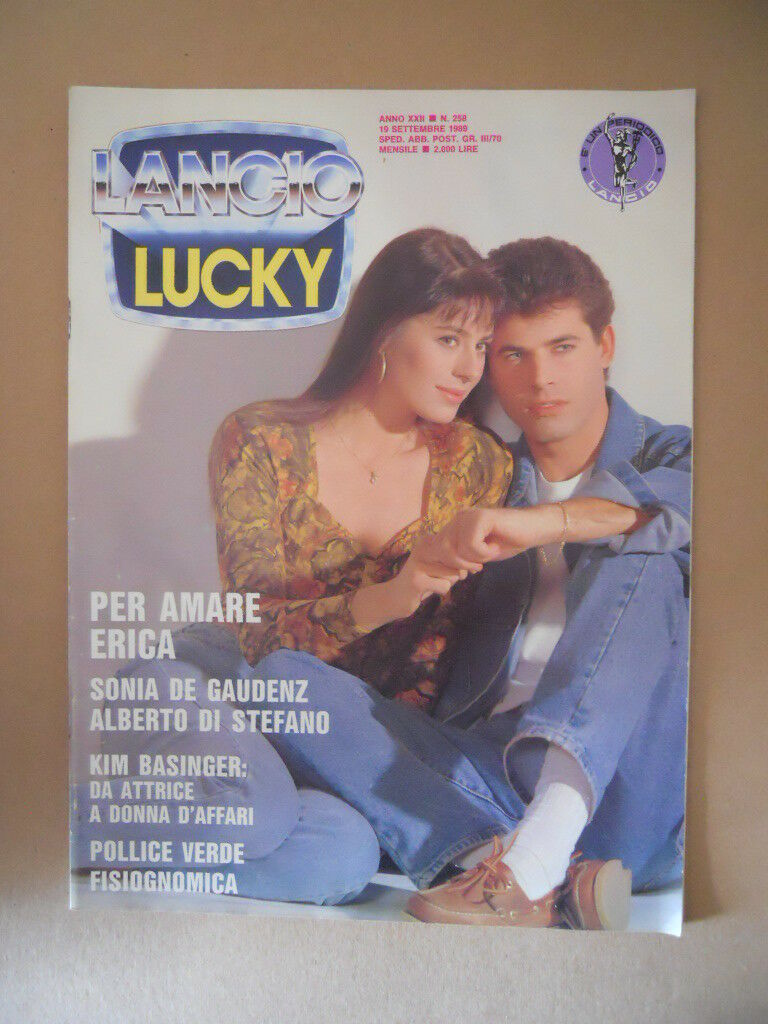 LANCIO
LUCKY
ANNO XXII ■ N. 258
19 SETTEMBRE 1989
SPED. ABB. POST. GR. III/70
MENSILE ■ 2.000 LIRE
• E UN PERIODICO •
LANCIO
PER AMARE
ERICA
SONIA DE GAUDENZ
ALBERTO DI STEFANO
KIM BASINGER:
DA ATTRICE
A DONNA D'AFFARI
POLLICE VERDE
FISIOGNOMICA